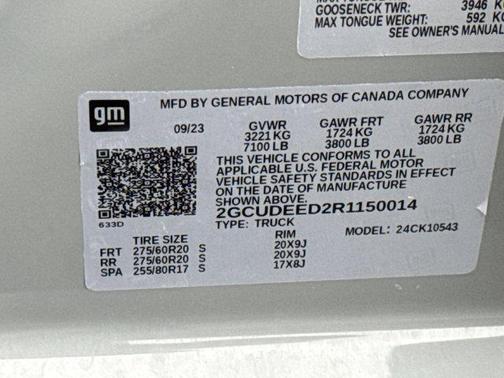 GOOSENECK TWR: 3946 KG
MAX TONGUE WEIGHT: 592 KG
SEE OWNER'S MANUAL
gm
MFD BY GENERAL MOTORS OF CANADA COMPANY
09/23 GVWR GAWR FRT GAWR RR
3221 KG 1724 KG 1724 KG
7100 LB 3800 LB 3800 LB
THIS VEHICLE CONFORMS TO ALL
APPLICABLE U.S. FEDERAL MOTOR
VEHICLE SAFETY STANDARDS IN EFFECT
ON THE DATE OF MANUFACTURE
SHOWN ABOVE.
2GCUDEED2R1150014
633D
TYPE: TRUCK MODEL: 24CK10543
TIRE SIZE RIM
FRT 275/60R20 S 20X9J
RR 275/60R20 S 20X9J
SPA 255/80R17 S 17X8J